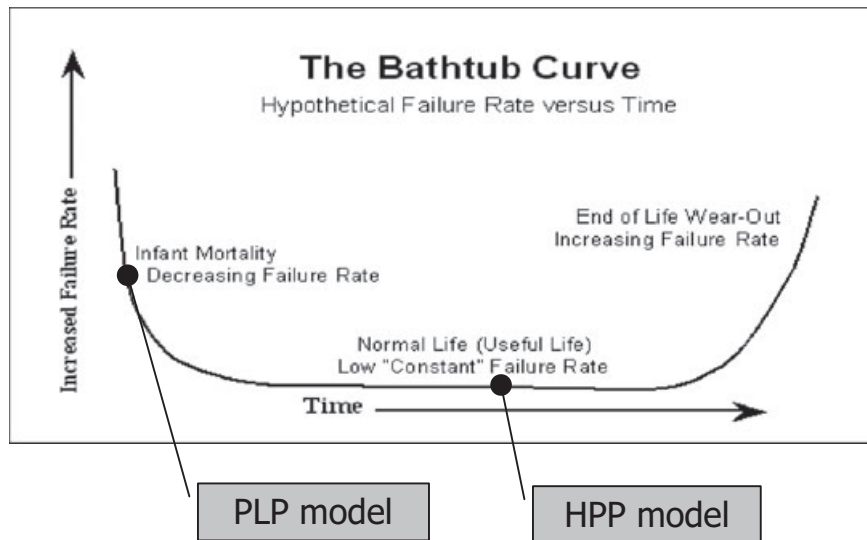 The Bathtub Curve
Hypothetical Failure Rate versus Time
Increased Failure Rate
Infant Mortality
Decreasing Failure Rate
End of Life Wear-Out
Increasing Failure Rate
Normal Life (Useful Life)
Low "Constant" Failure Rate
Time
PLP model
HPP model